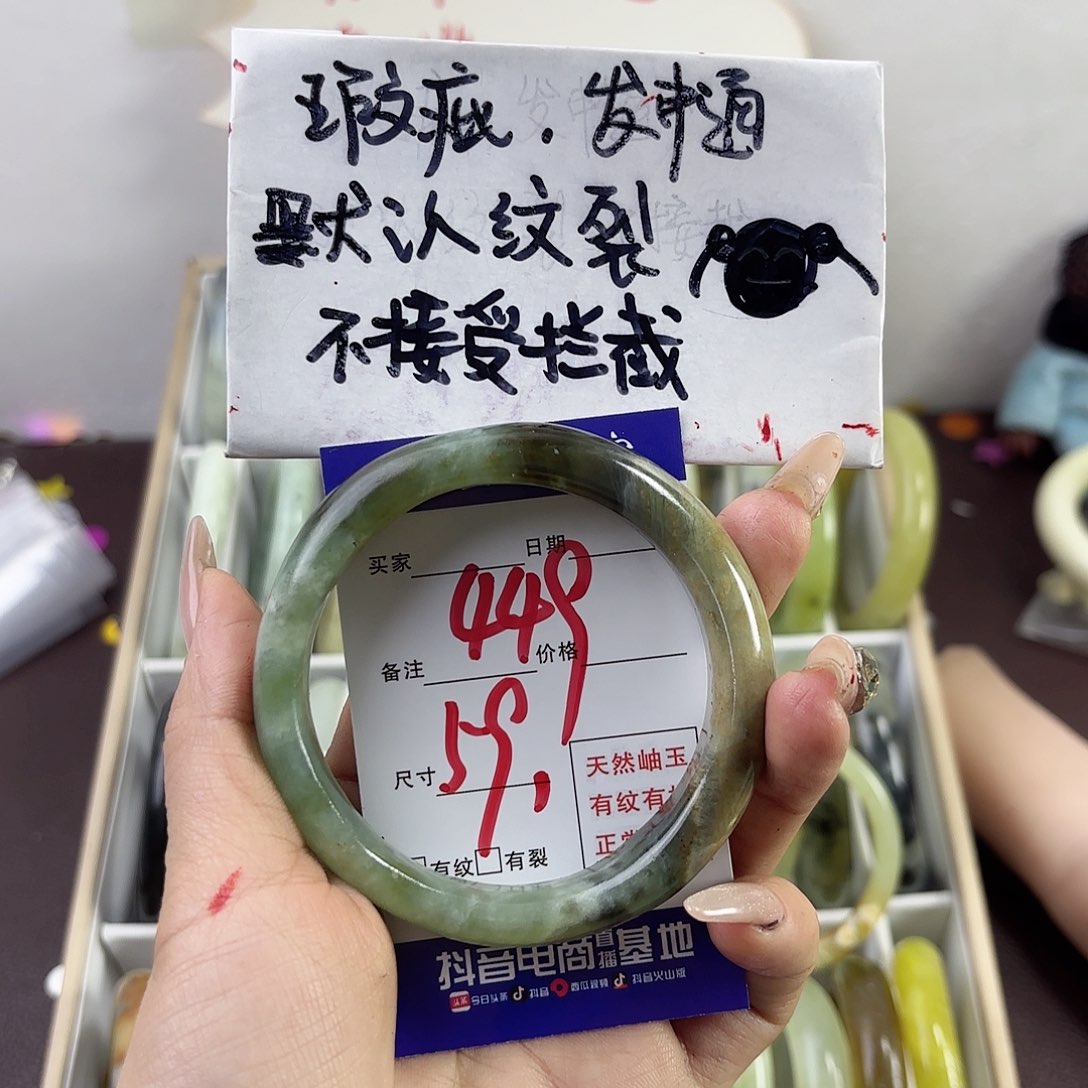 瑕疵.发申通
默认纹裂
不接受拦截
买家 日期
449
备注 价格
59,
尺寸
天然岫玉
有纹有
正常
有纹 有裂
抖音电商直播基地
今日头条 抖音 西瓜视频 抖音火山版